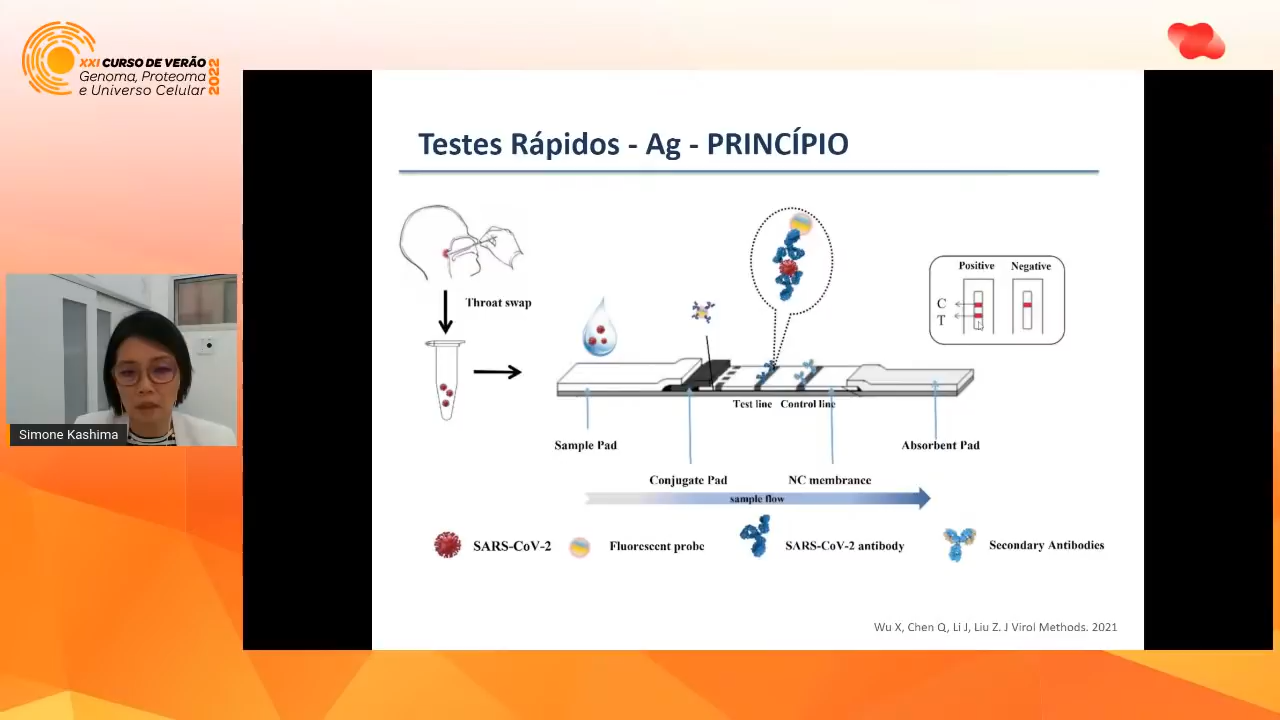 XXI CURSO DE VERÃO
Genoma, Proteoma
e Universo Celular
2022
Testes Rápidos - Ag - PRINCÍPIO
Throat swap
Positive Negative
C
T
Test line Control line
Sample Pad
Absorbent Pad
Conjugate Pad
NC membrance
sample flow
SARS-CoV-2
Fluorescent probe
SARS-CoV-2 antibody
Secondary Antibodies
Wu X, Chen Q, Li J, Liu Z. J Virol Methods. 2021
Simone Kashima